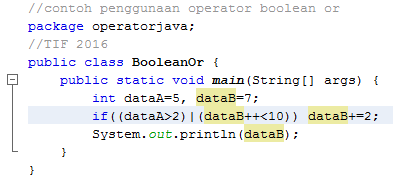 //contoh penggunaan operator boolean or
package operatorjava;
//TIF 2016
public class BooleanOr {
    public static void main(String[] args) {
        int dataA=5, dataB=7;
        if((dataA>2)|(dataB++<10)) dataB+=2;
        System.out.println(dataB);
    }
}